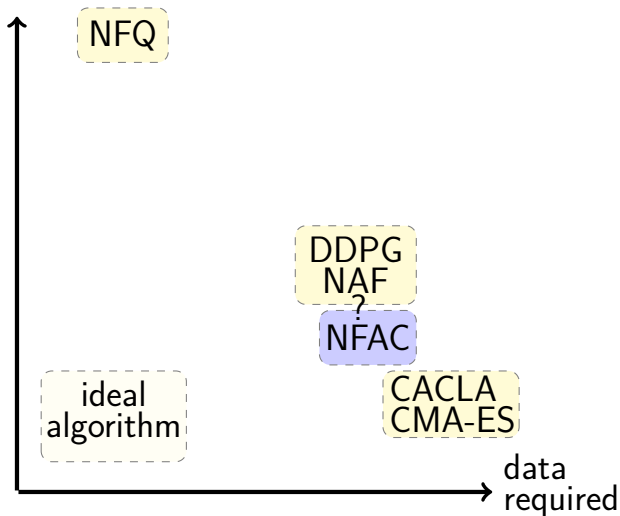 NFQ
DDPG
NAF
?
NFAC
ideal
algorithm
CACLA
CMA-ES
data
required